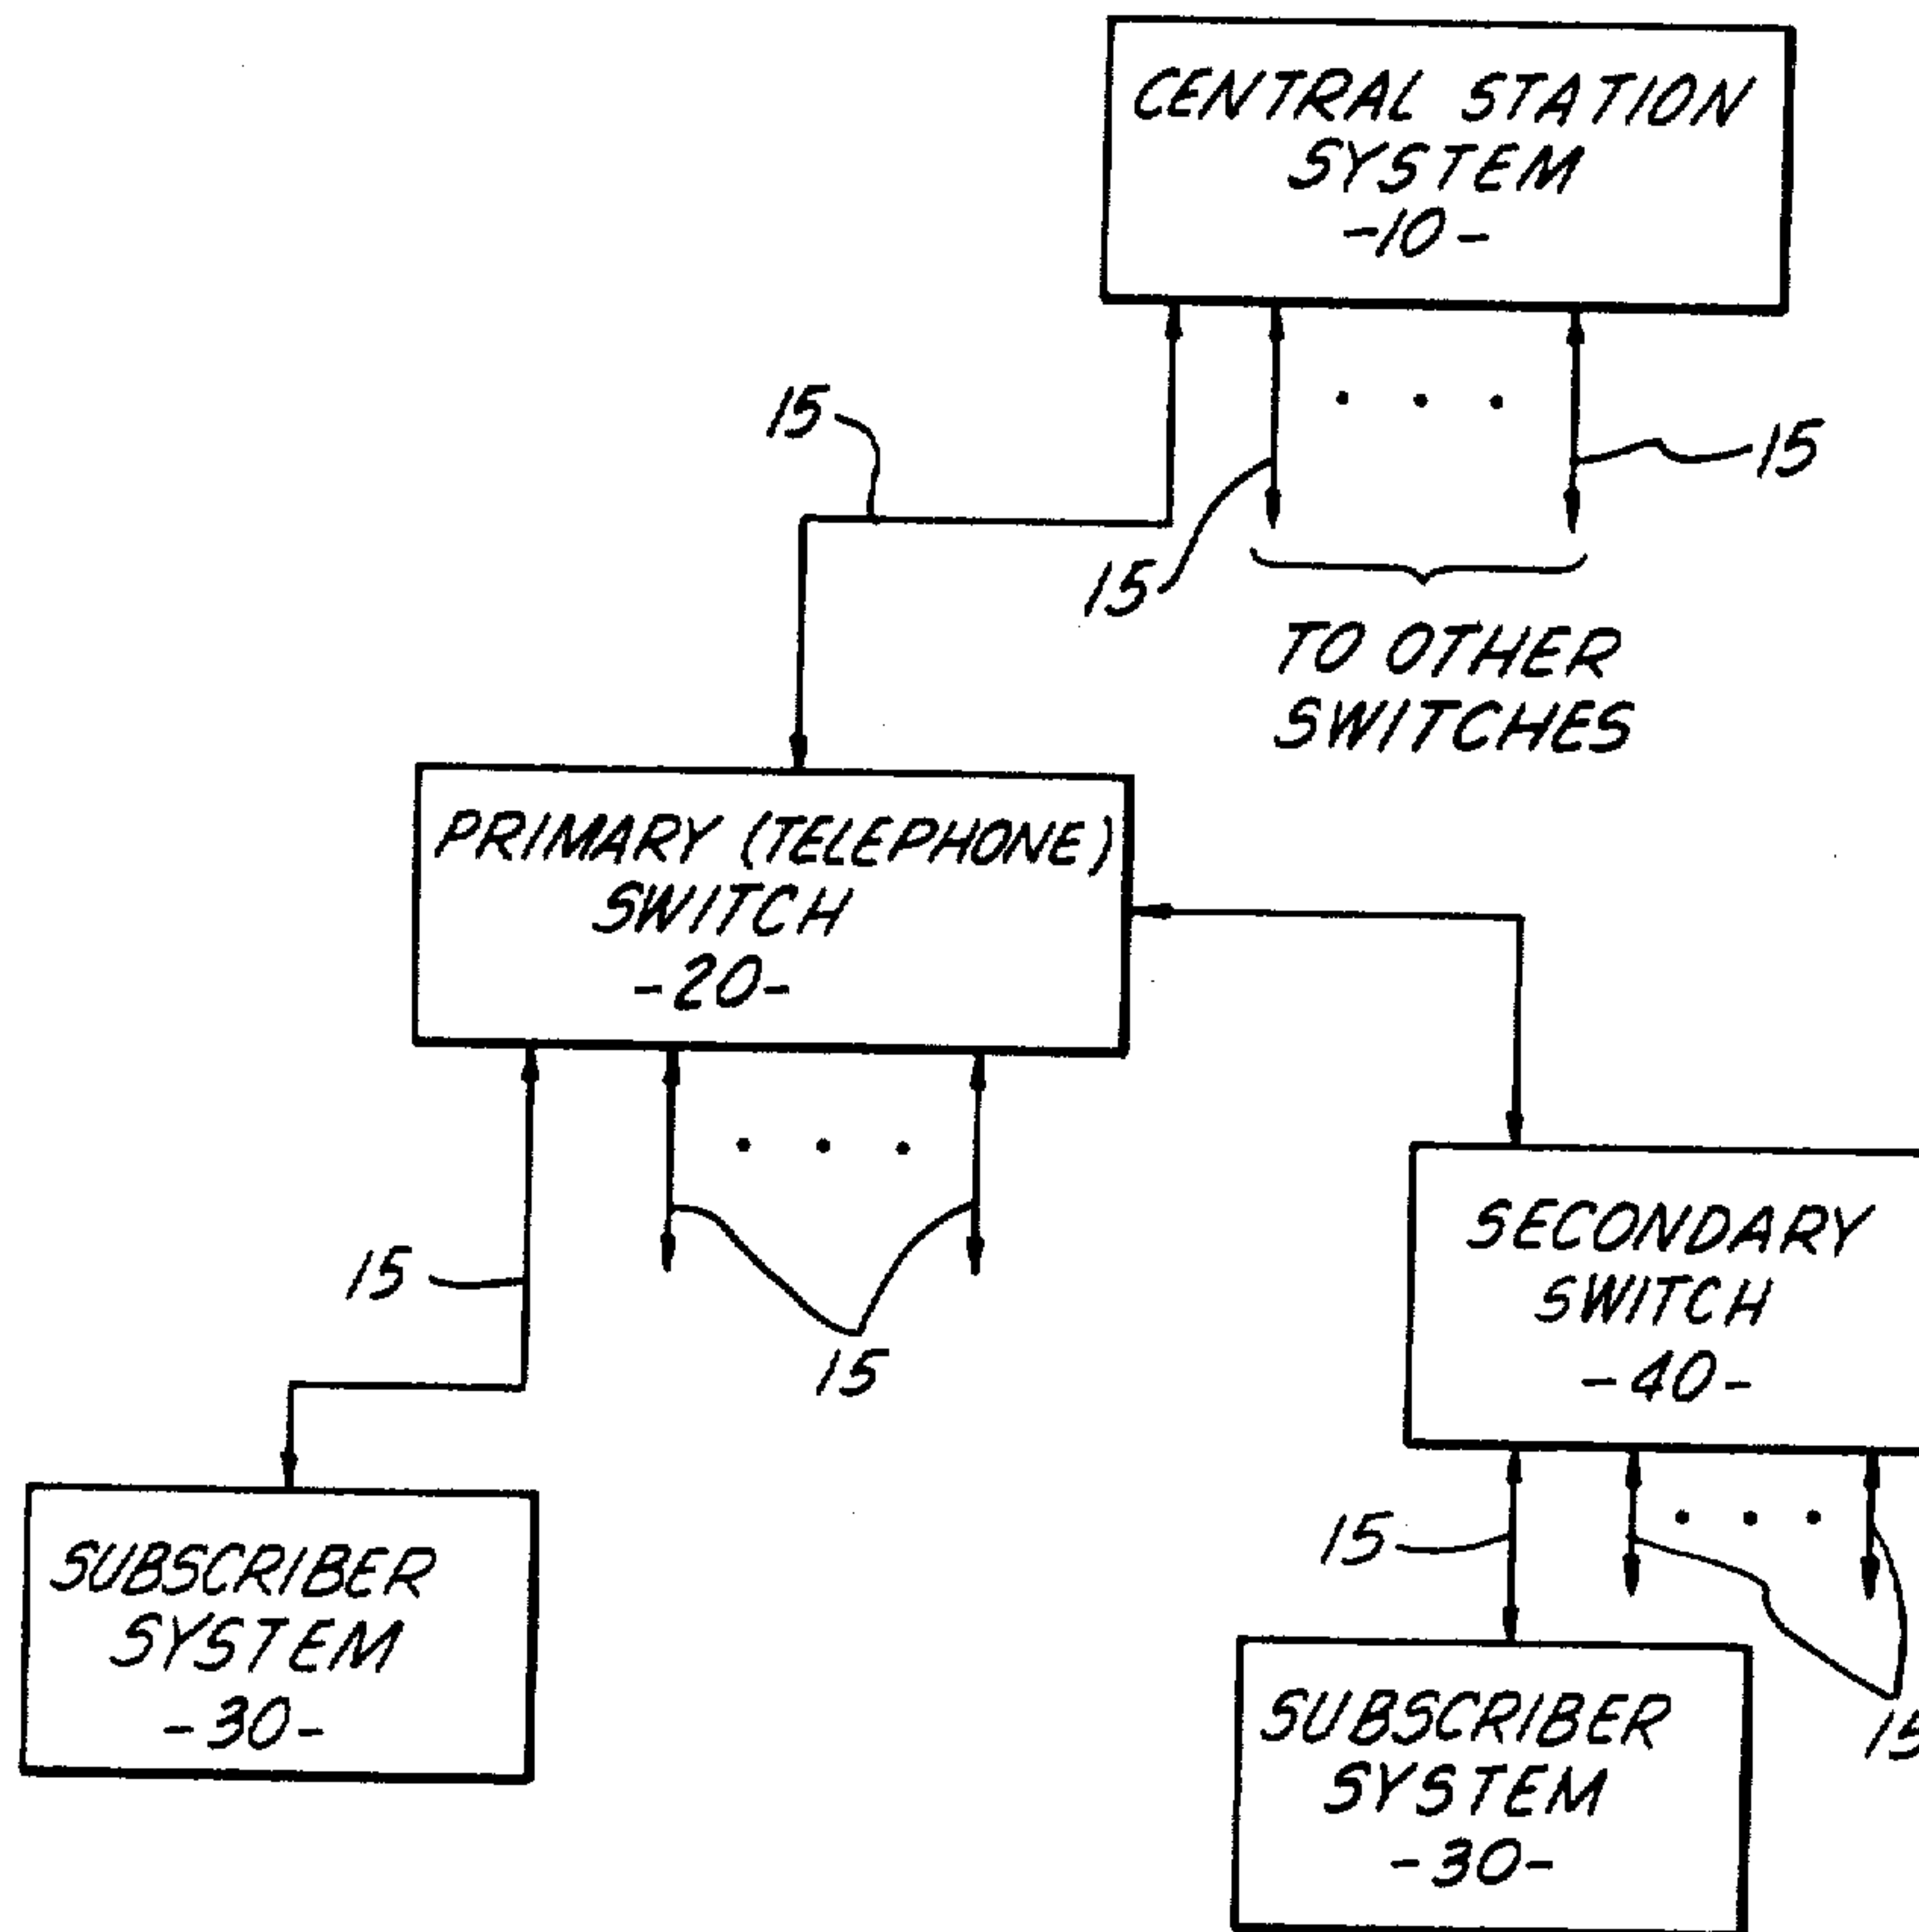 CENTRAL STATION
SYSTEM
-10-
15
15
15
TO OTHER
SWITCHES
PRIMARY (TELEPHONE)
SWITCH
-20-
SECONDARY
SWITCH
-40-
15
15
15
SUBSCRIBER
SYSTEM
-30-
SUBSCRIBER
SYSTEM
-30-
15